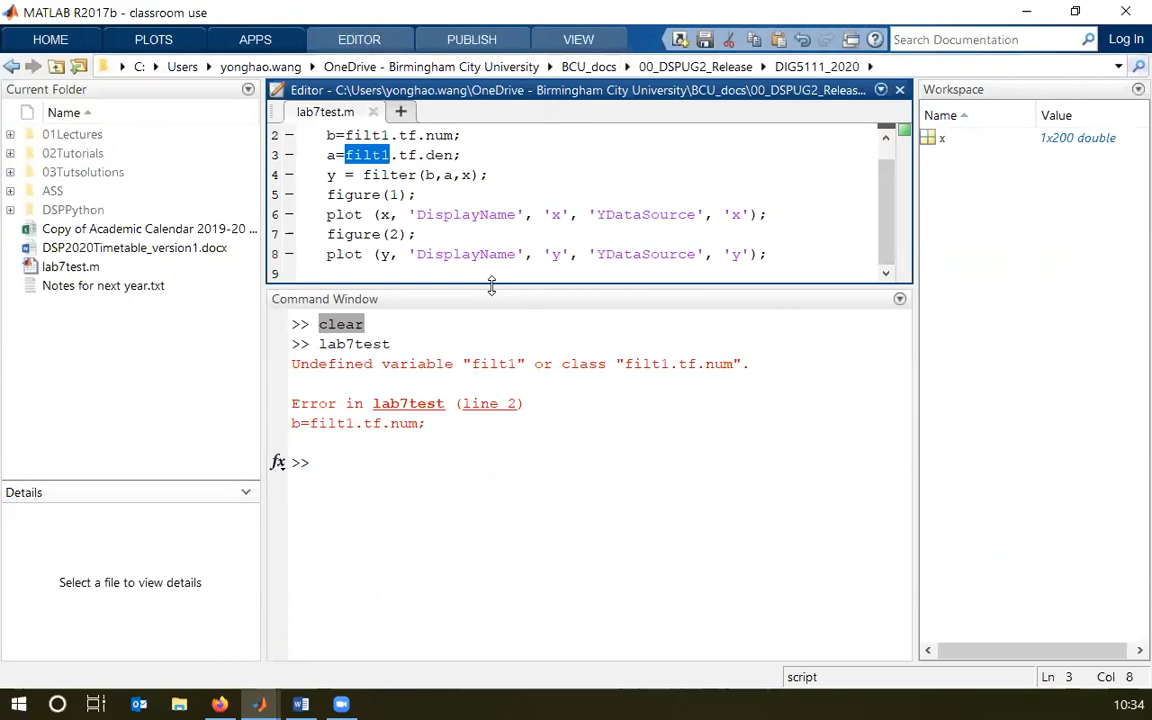 MATLAB R2017b - classroom use
HOME PLOTS APPS EDITOR PUBLISH VIEW Search Documentation Log In
C: Users yonghao.wang OneDrive - Birmingham City University BCU_docs 00_DSPUG2_Release DIG5111_2020
Current Folder
Name
01Lectures
02Tutorials
03Tutsolutions
ASS
DSPPython
Copy of Academic Calendar 2019-20 ...
DSP2020Timetable_version1.docx
lab7test.m
Notes for next year.txt
Details
Select a file to view details
Editor - C:\Users\yonghao.wang\OneDrive - Birmingham City University\BCU_docs\00_DSPUG2_Releas...
lab7test.m
2 - b=filt1.tf.num;
3 - a=filt1.tf.den;
4 - y = filter(b,a,x);
5 - figure(1);
6 - plot (x, 'DisplayName', 'x', 'YDataSource', 'x');
7 - figure(2);
8 - plot (y, 'DisplayName', 'y', 'YDataSource', 'y');
9
Command Window
>> clear
>> lab7test
Undefined variable "filt1" or class "filt1.tf.num".
Error in lab7test (line 2)
b=filt1.tf.num;
fx >>
Workspace
Name Value
x 1x200 double
script Ln 3 Col 8
10:34